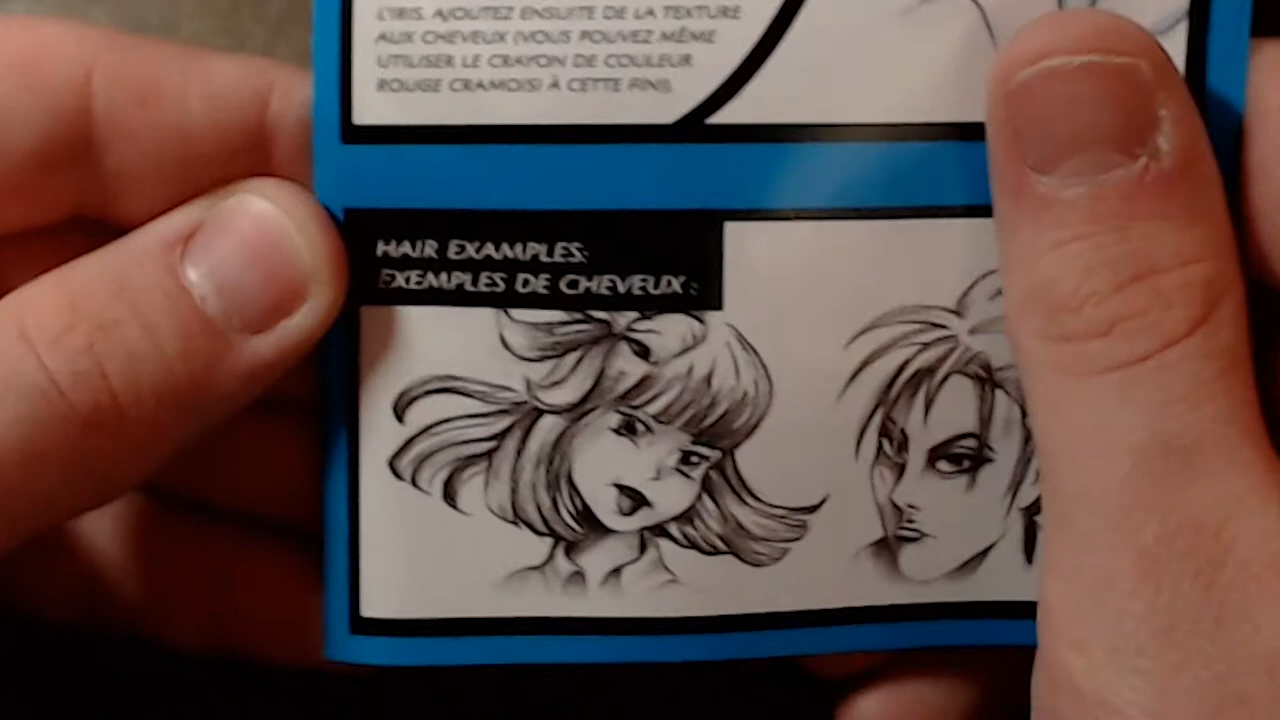 L'IRIS. AJOUTEZ ENSUITE DE LA TEXTURE
AUX CHEVEUX (VOUS POUVEZ MÊME
UTILISER LE CRAYON DE COULEUR
ROUGE CRAMOISI À CETTE FIN).
HAIR EXAMPLES:
EXEMPLES DE CHEVEUX :